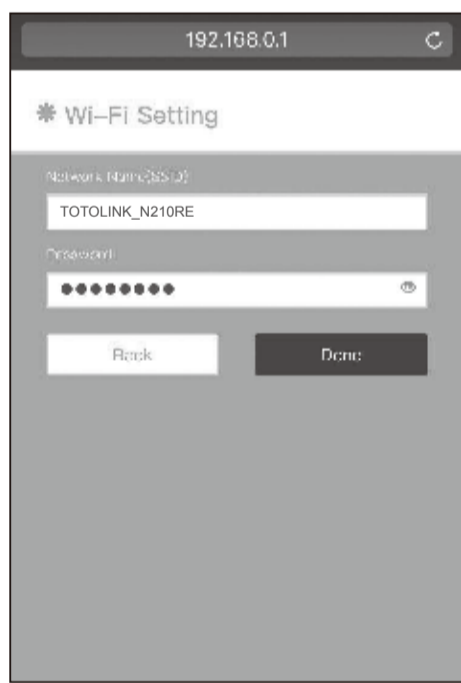 192.168.0.1
Wi-Fi Setting
Network Name(SSID)
TOTOLINK_N210RE
Password
●●●●●●●●
Back
Done